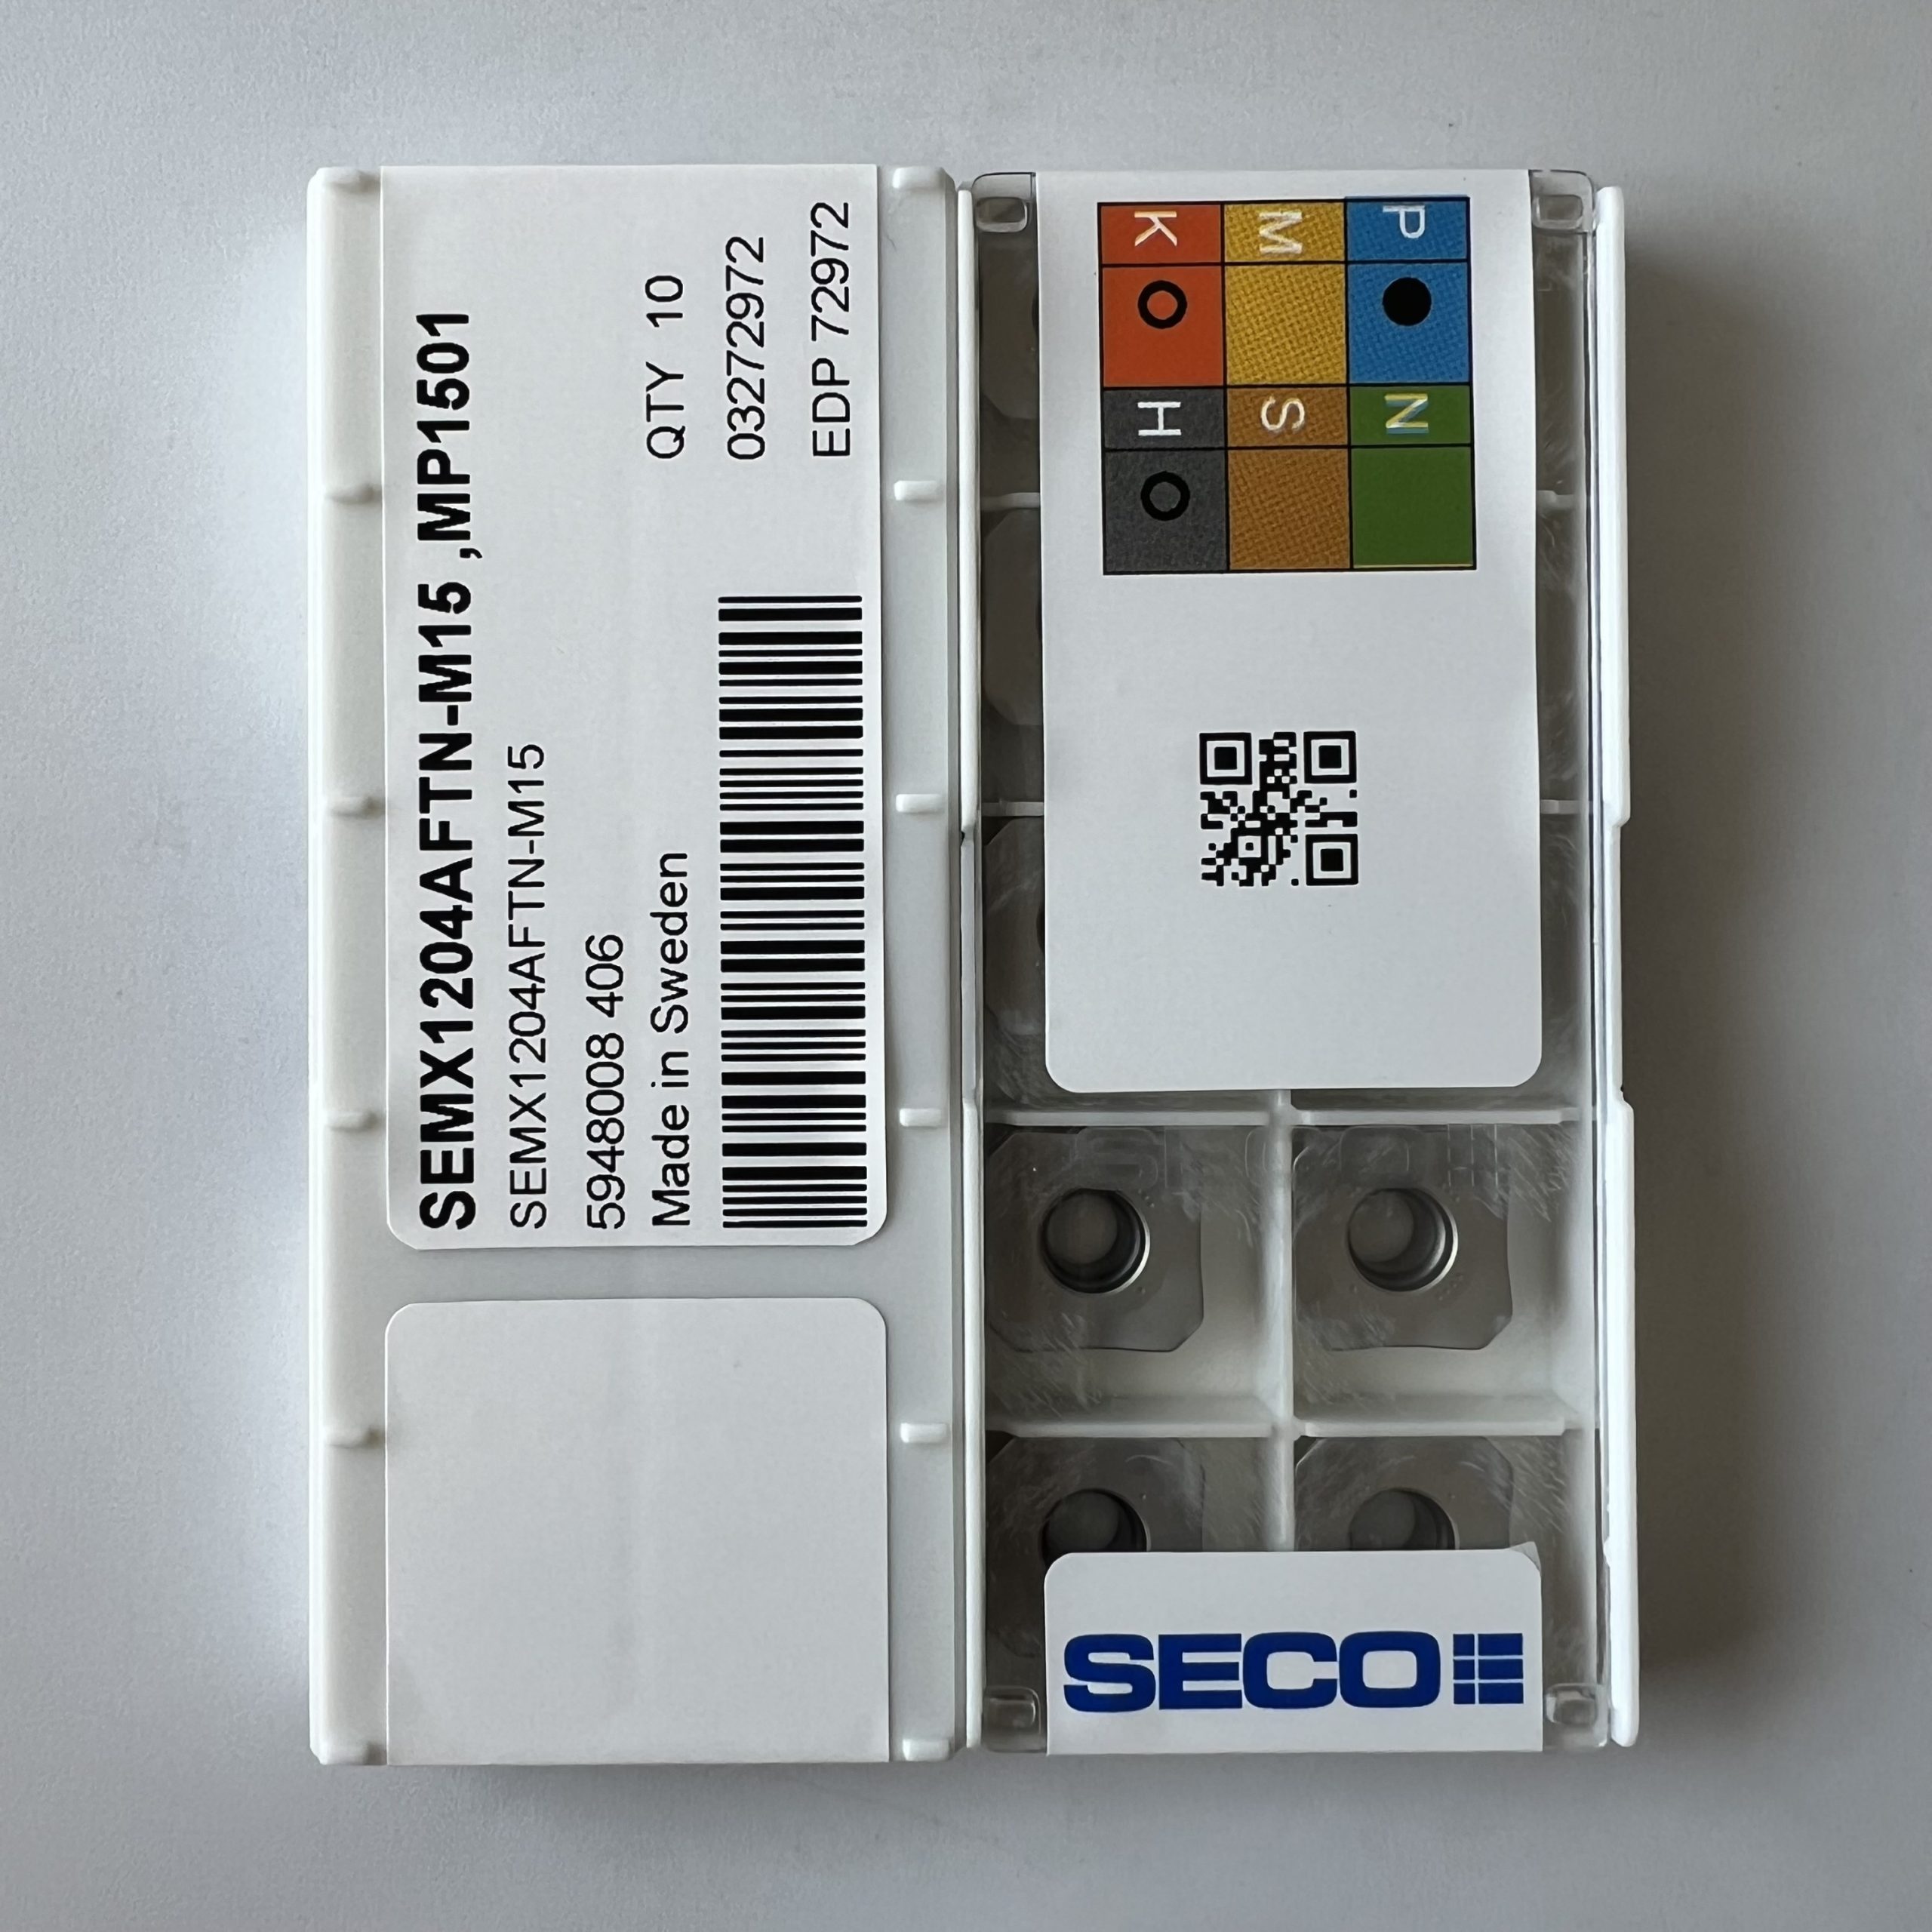 SEMX1204AFTN-M15 ,MP1501
SEMX1204AFTN-M15
5948008 406
Made in Sweden
QTY 10
03272972
EDP 72972
P
M
K
N
S
H
SECO